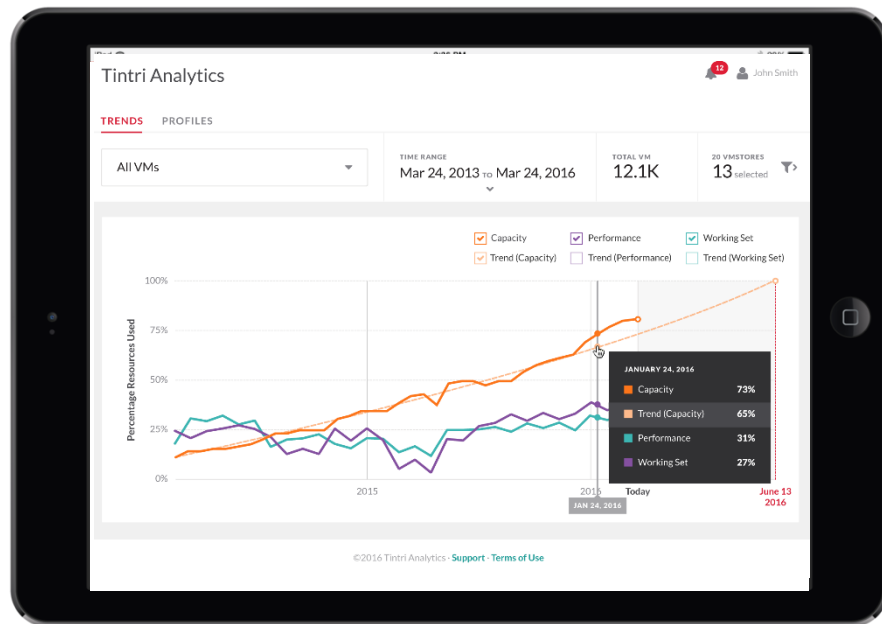 Tintri Analytics
12
John Smith
TRENDS PROFILES
All VMs
TIME RANGE
Mar 24, 2013 TO Mar 24, 2016
TOTAL VM
12.1K
20 VMSTORES
13 selected
Capacity Performance Working Set
Trend (Capacity) Trend (Performance) Trend (Working Set)
Percentage Resources Used
100%
75%
50%
25%
0%
JANUARY 24, 2016
Capacity 73%
Trend (Capacity) 65%
Performance 31%
Working Set 27%
2015
2016
Today
June 13
2016
JAN 24, 2016
©2016 Tintri Analytics · Support · Terms of Use